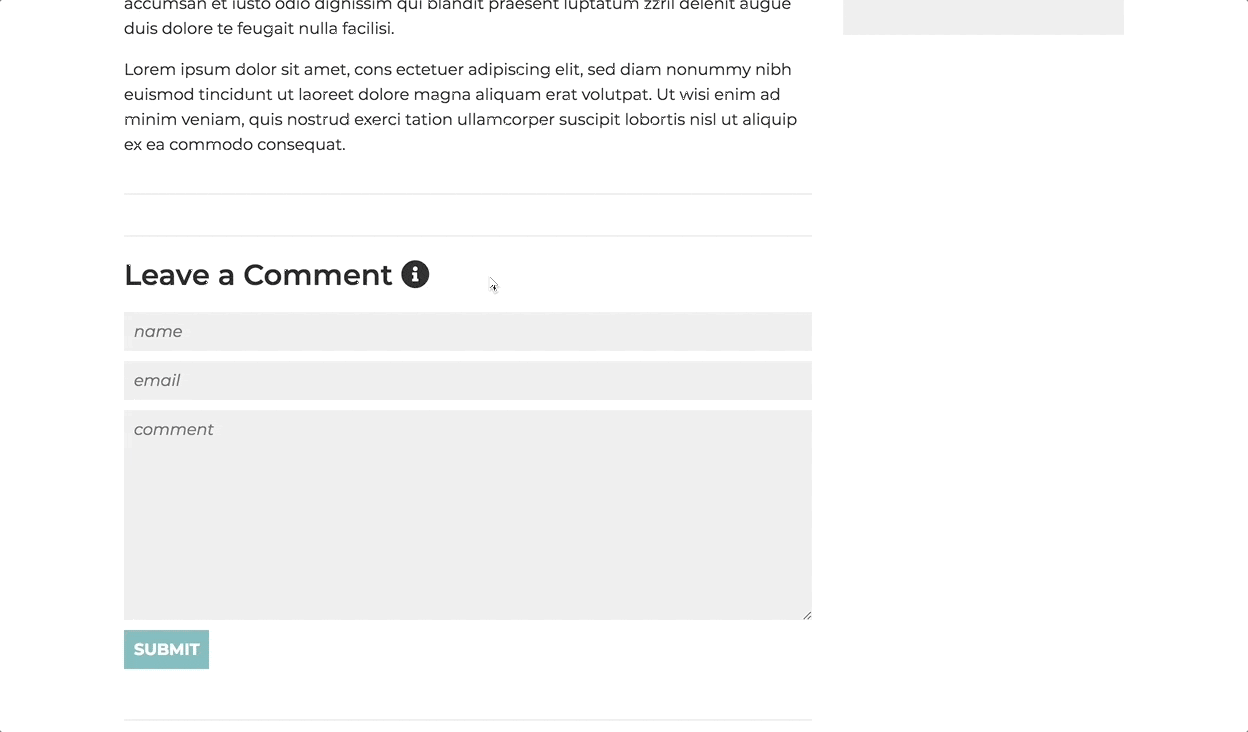 accumsan et iusto odio dignissim qui blandit praesent luptatum zzril delenit augue
duis dolore te feugait nulla facilisi.
Lorem ipsum dolor sit amet, cons ectetuer adipiscing elit, sed diam nonummy nibh
euismod tincidunt ut laoreet dolore magna aliquam erat volutpat. Ut wisi enim ad
minim veniam, quis nostrud exerci tation ullamcorper suscipit lobortis nisl ut aliquip
ex ea commodo consequat.
Leave a Comment
name
email
comment
SUBMIT